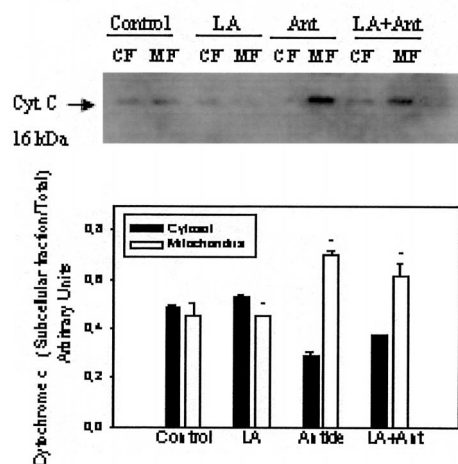 Control LA Ant LA+Ant
CF MF CF MF CF MF CF MF
Cyt C
16 kDa
Cytochrome c (Subcellular fraction/Total)
Arbitrary Units
0,8
0,6
0,4
0,2
0,0
Cytosol
Mitochondria
Control LA Antide LA+Ant